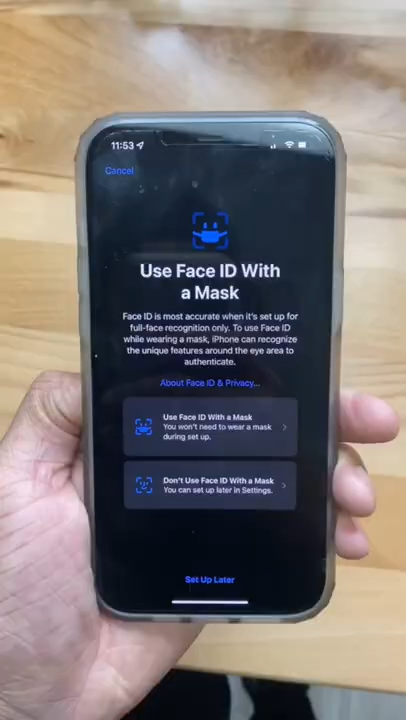 11:53
Cancel
Use Face ID With
a Mask
Face ID is most accurate when it's set up for
full-face recognition only. To use Face ID
while wearing a mask, iPhone can recognize
the unique features around the eye area to
authenticate.
About Face ID & Privacy...
Use Face ID With a Mask
You won't need to wear a mask
during set up.
Don't Use Face ID With a Mask
You can set up later in Settings.
Set Up Later